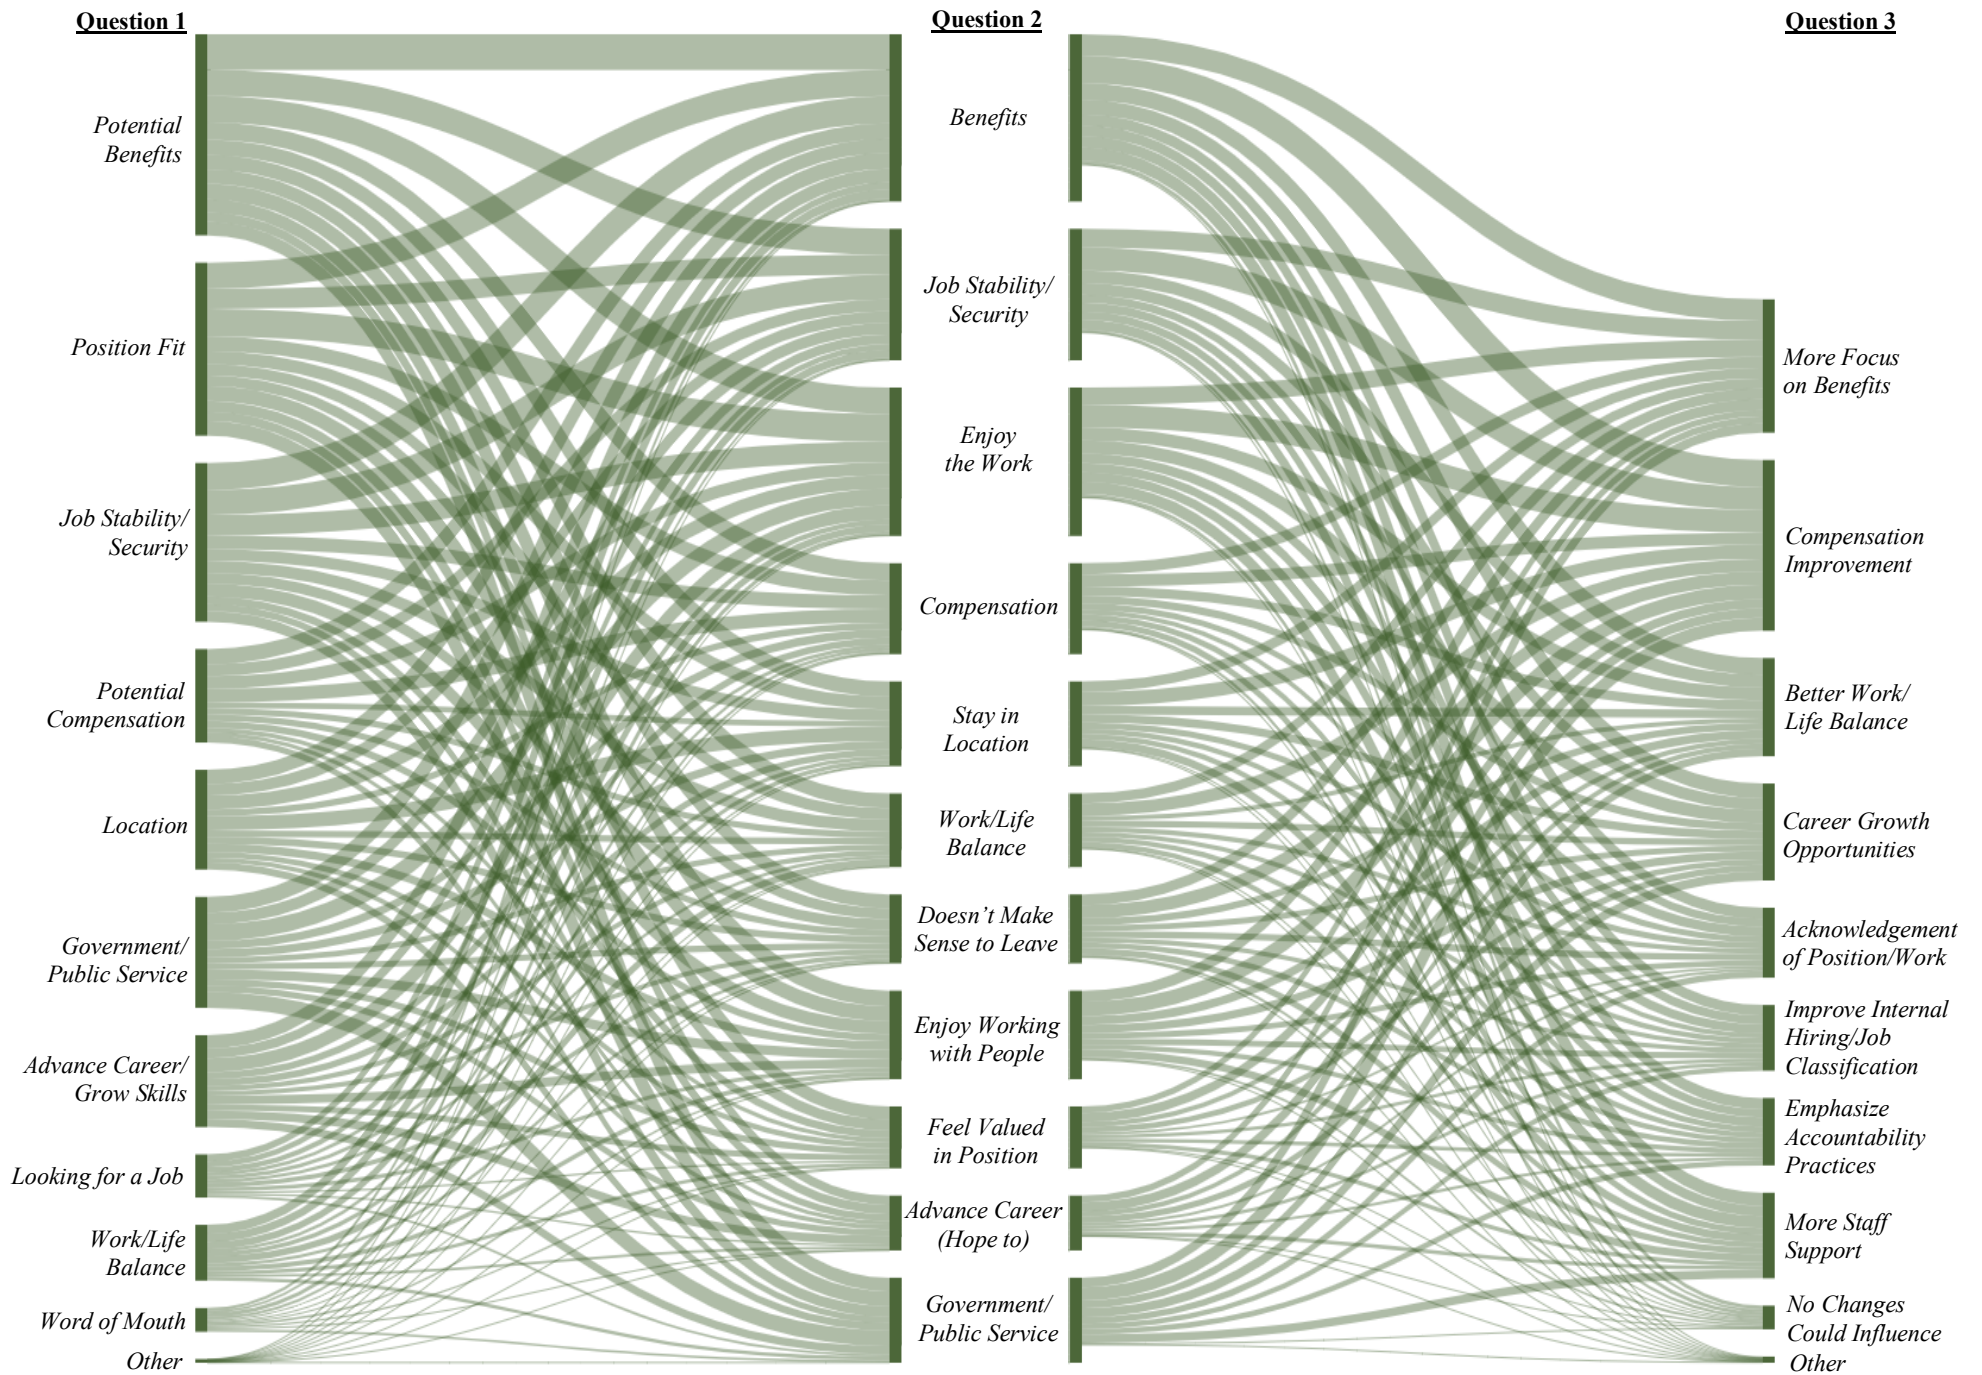 Question 1
Potential
Benefits
Position Fit
Job Stability/
Security
Potential
Compensation
Location
Government/
Public Service
Advance Career/
Grow Skills
Looking for a Job
Work/Life
Balance
Word of Mouth
Other
Question 2
Benefits
Job Stability/
Security
Enjoy
the Work
Compensation
Stay in
Location
Work/Life
Balance
Doesn’t Make
Sense to Leave
Enjoy Working
with People
Feel Valued
in Position
Advance Career
(Hope to)
Government/
Public Service
Question 3
More Focus
on Benefits
Compensation
Improvement
Better Work/
Life Balance
Career Growth
Opportunities
Acknowledgement
of Position/Work
Improve Internal
Hiring/Job
Classification
Emphasize
Accountability
Practices
More Staff
Support
No Changes
Could Influence
Other